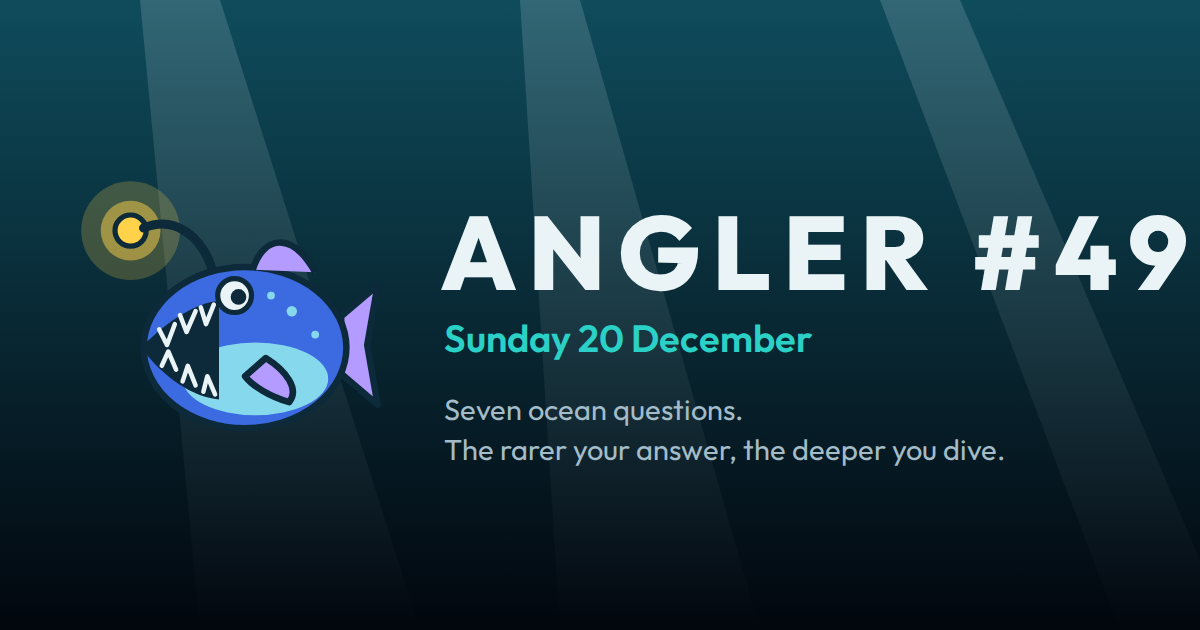 ANGLER #49
Sunday 20 December
Seven ocean questions.
The rarer your answer, the deeper you dive.